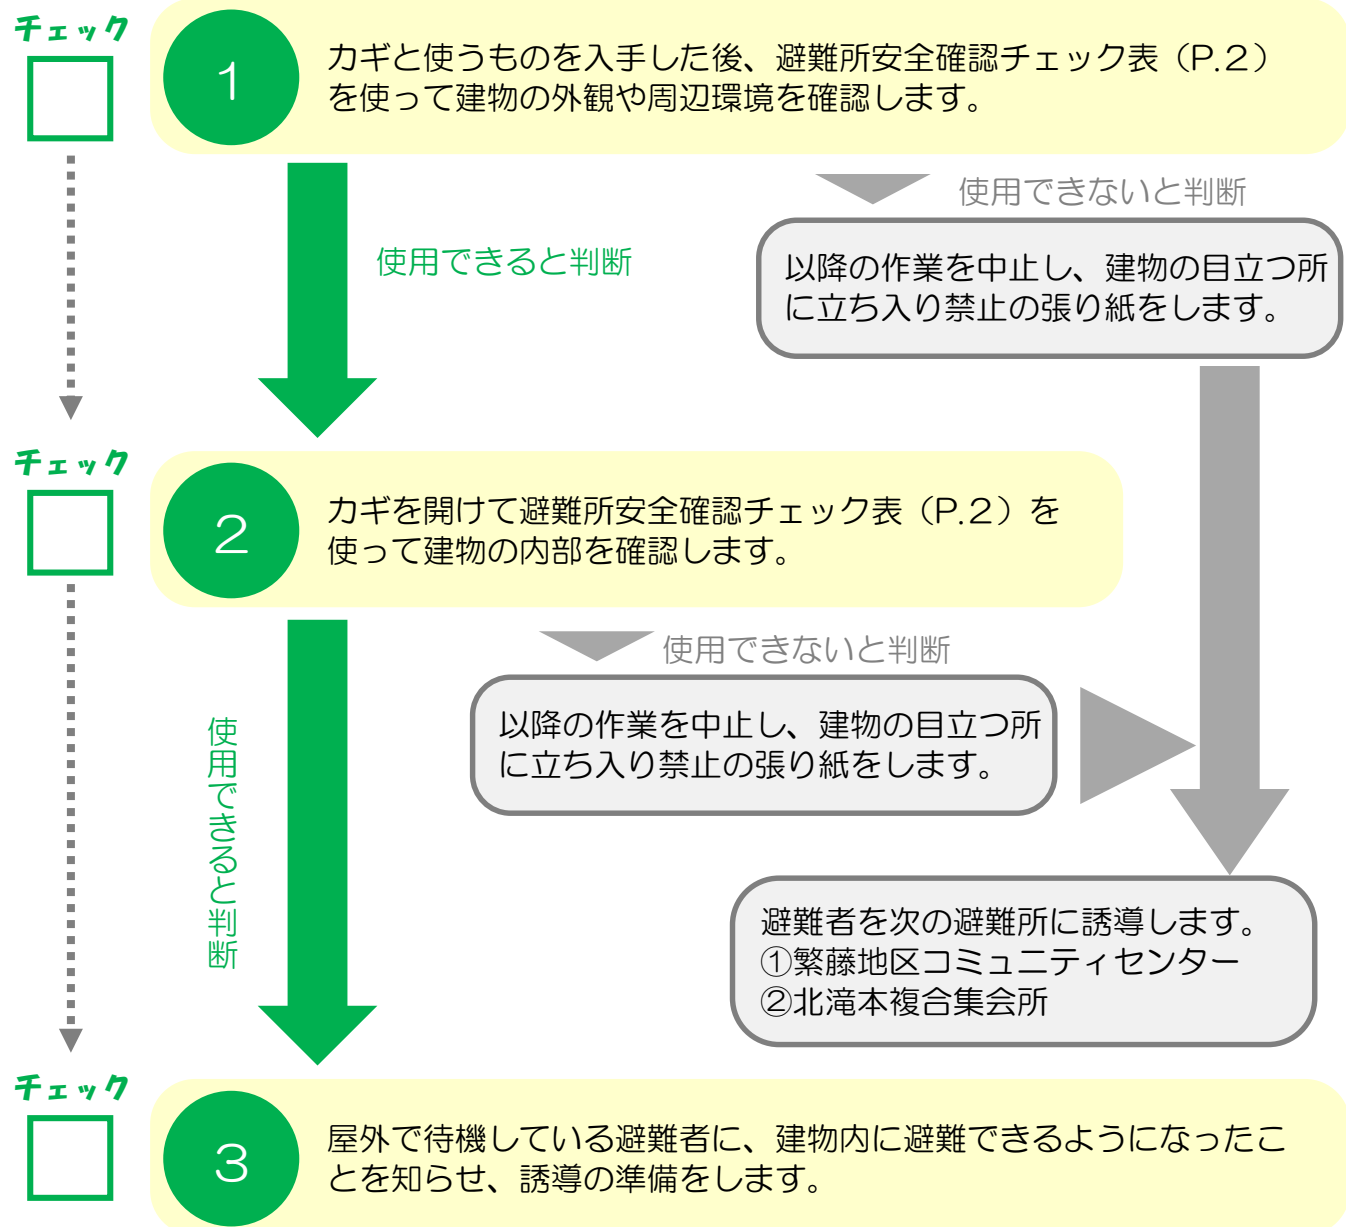 チェック
1
カギと使うものを入手した後、避難所安全確認チェック表（P.2）
を使って建物の外観や周辺環境を確認します。
使用できないと判断
使用できると判断
以降の作業を中止し、建物の目立つ所
に立ち入り禁止の張り紙をします。
チェック
2
カギを開けて避難所安全確認チェック表（P.2）を
使って建物の内部を確認します。
使用できないと判断
以降の作業を中止し、建物の目立つ所
に立ち入り禁止の張り紙をします。
使用できると判断
避難者を次の避難所に誘導します。
①繁藤地区コミュニティセンター
②北滝本複合集会所
チェック
3
屋外で待機している避難者に、建物内に避難できるようになったこ
とを知らせ、誘導の準備をします。